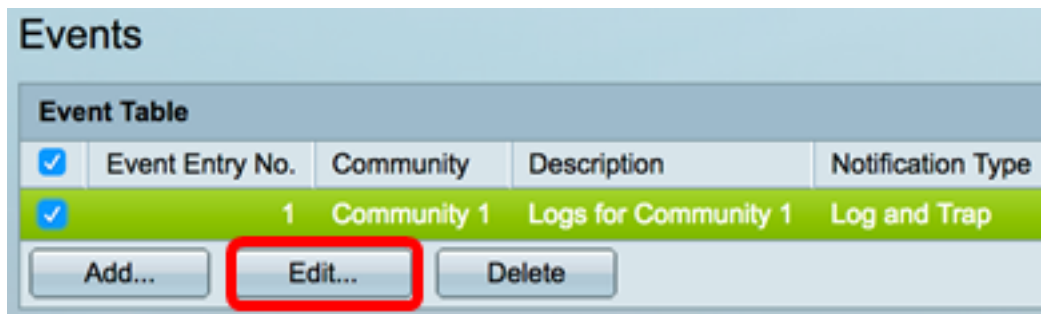 Events
Event Table
Event Entry No. Community Description Notification Type
1 Community 1 Logs for Community 1 Log and Trap
Add... Edit... Delete